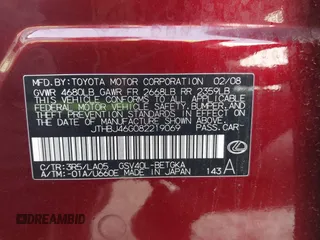 MFD. BY: TOYOTA MOTOR CORPORATION 02/08
GVWR 4680LB GAWR FR 2668LB RR 2359LB
THIS VEHICLE CONFORMS TO ALL APPLICABLE
FEDERAL MOTOR VEHICLE SAFETY, BUMPER, AND
THEFT PREVENTION STANDARDS IN EFFECT ON
THE DATE OF MANUFACTURE SHOWN ABOVE.
JTHBJ46G082219069 PASS. CAR
C/TR: 3R5/LA05 GSV40L-BETGKA
A/TM: -01A/U660E MADE IN JAPAN 143 A
DREAMBID